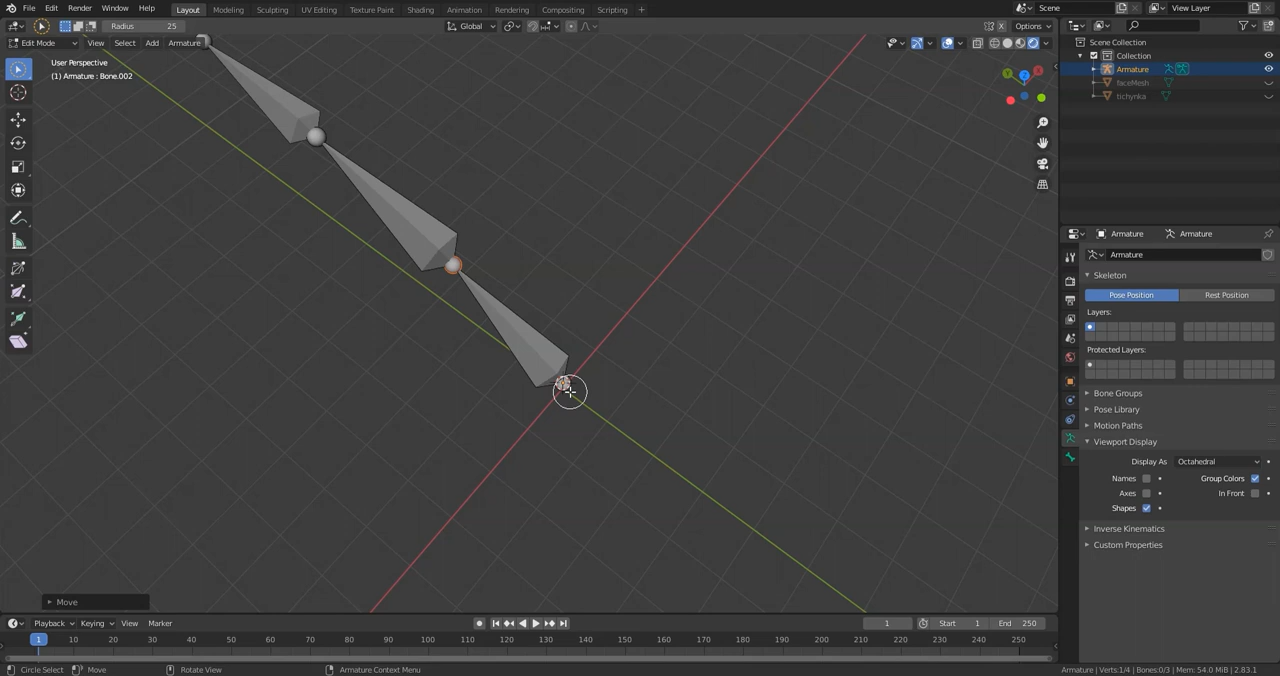 File Edit Render Window Help Layout Modeling Sculpting UV Editing Texture Paint Shading Animation Rendering Compositing Scripting + Scene View Layer
Radius 25 Global Options
Edit Mode View Select Add Armature
User Perspective
(1) Armature : Bone.002
Scene Collection
Collection
Armature
faceMesh
tichynka
Armature Armature
Armature
Skeleton
Pose Position Rest Position
Layers:
Protected Layers:
Bone Groups
Pose Library
Motion Paths
Viewport Display
Display As Octahedral
Names Group Colors
Axes In Front
Shapes
Inverse Kinematics
Custom Properties
Y Z X
Move
Playback Keying View Marker 1 Start 1 End 250
1 10 20 30 40 50 60 70 80 90 100 110 120 130 140 150 160 170 180 190 200 210 220 230 240 250
Circle Select Move Rotate View Armature Context Menu Armature | Verts:1/4 | Bones:0/3 | Mem: 54.0 MiB | 2.83.1